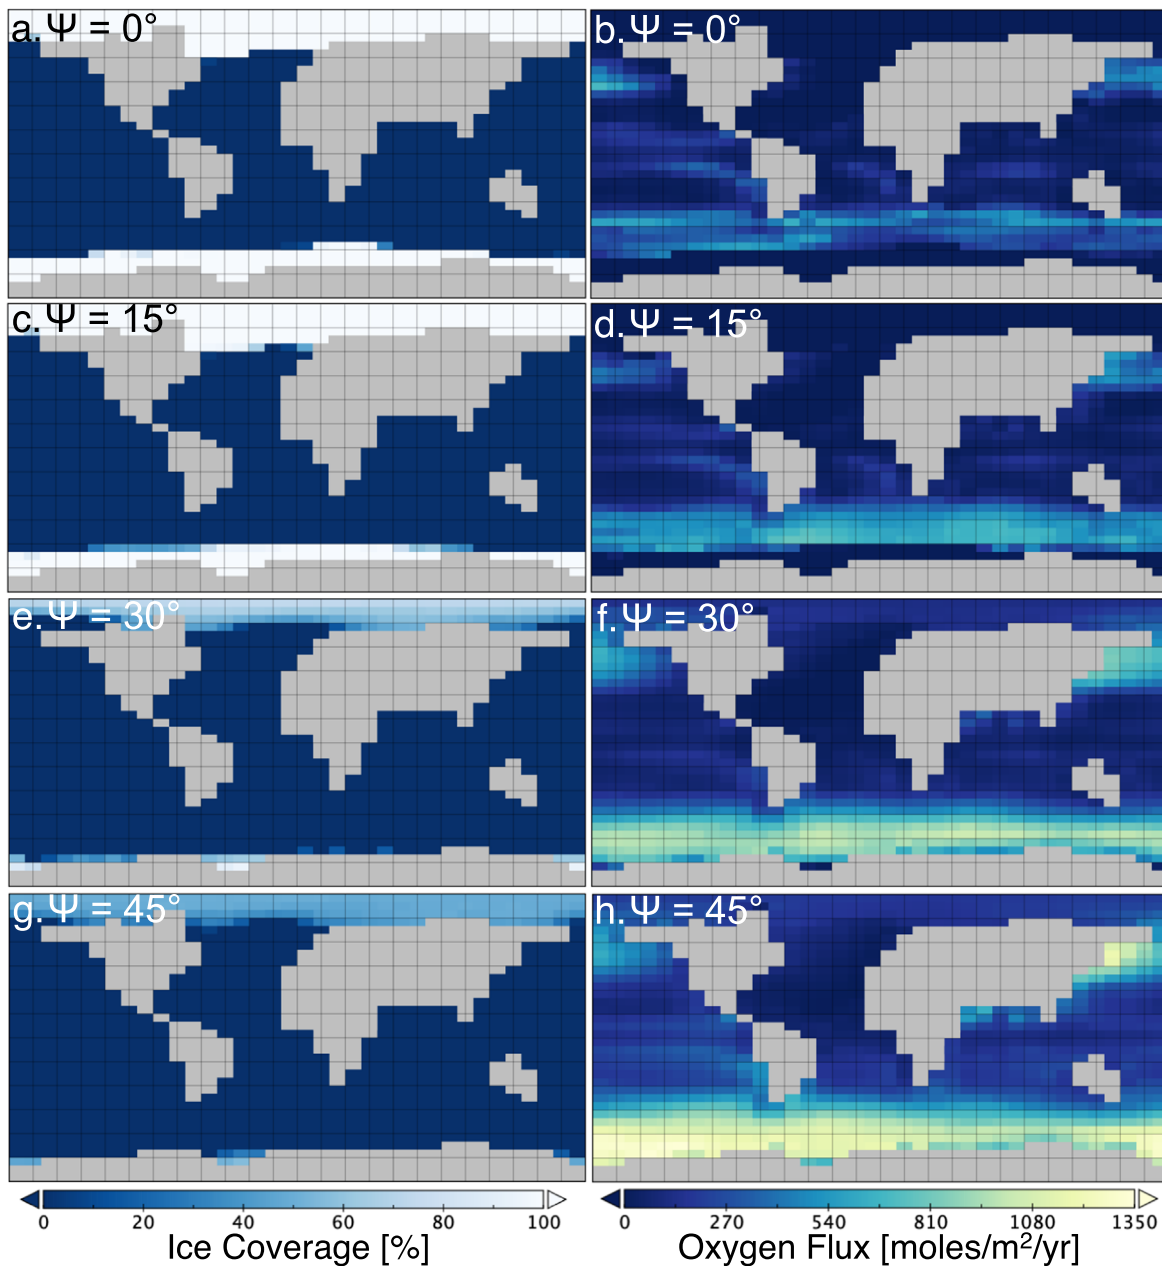 a. Ψ = 0°
b. Ψ = 0°
c. Ψ = 15°
d. Ψ = 15°
e. Ψ = 30°
f. Ψ = 30°
g. Ψ = 45°
h. Ψ = 45°
0 20 40 60 80 100
Ice Coverage [%]
0 270 540 810 1080 1350
Oxygen Flux [moles/m²/yr]